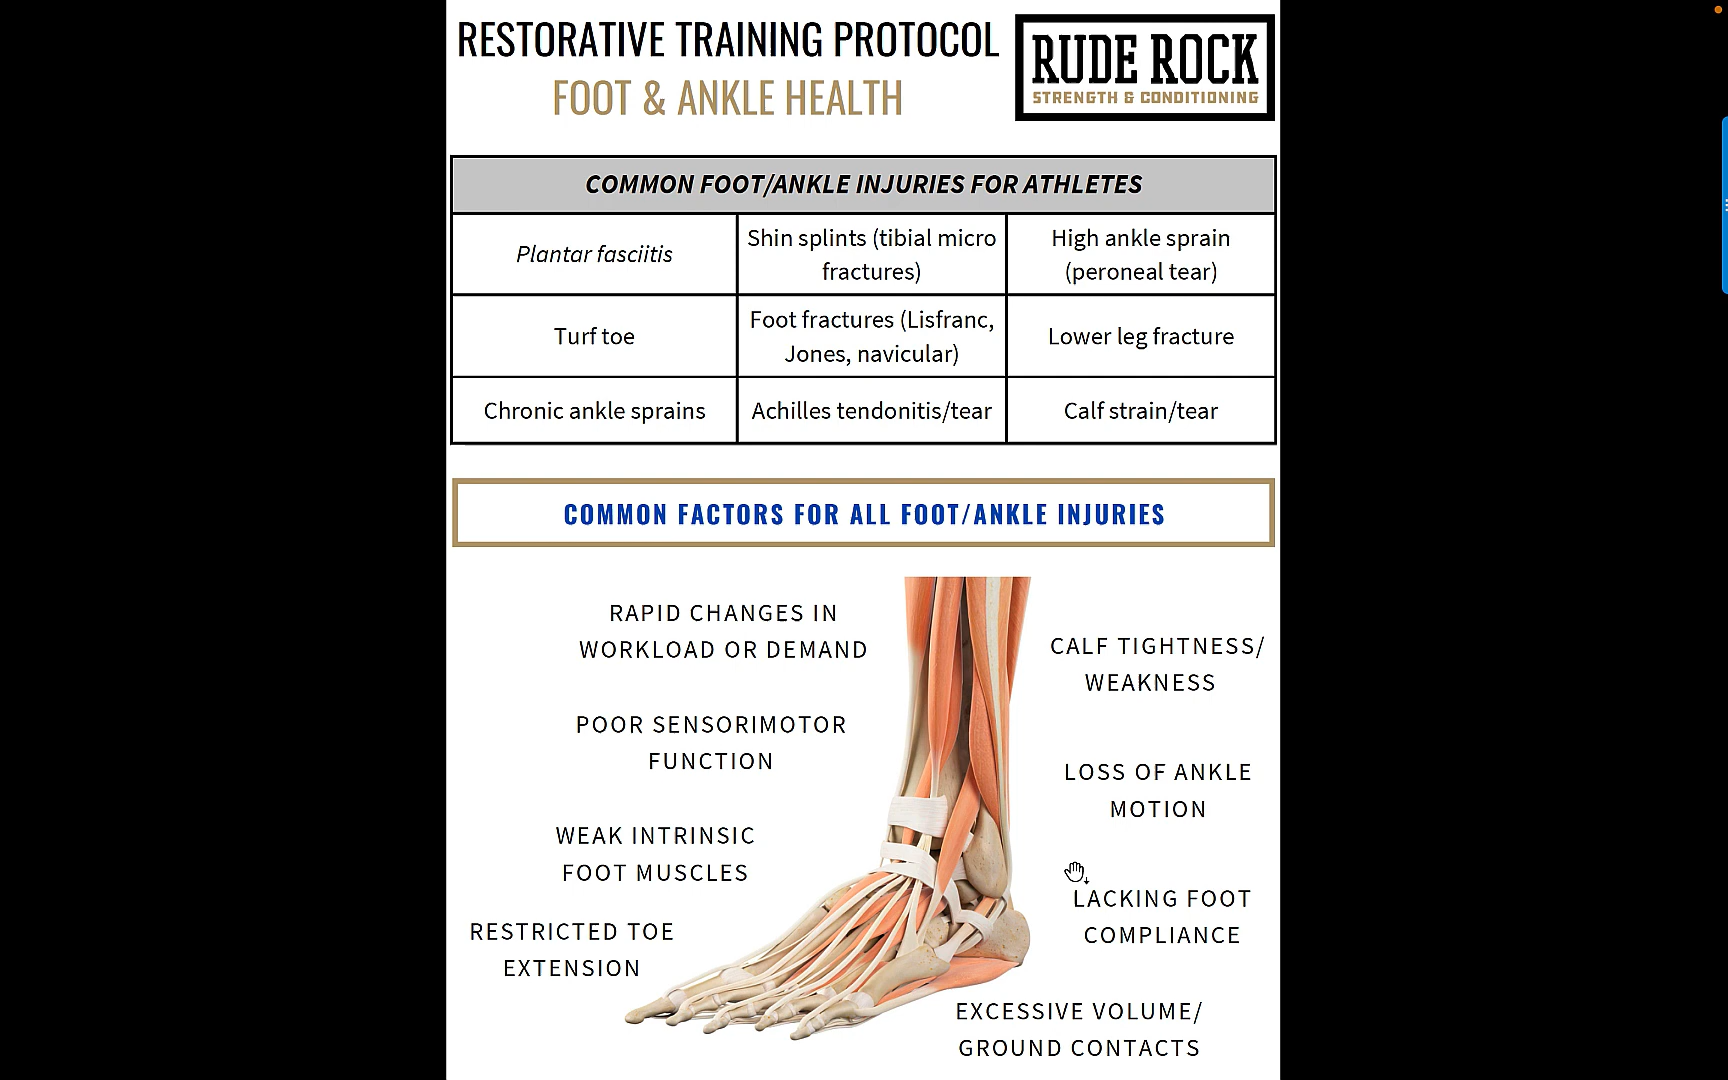 RESTORATIVE TRAINING PROTOCOL
FOOT & ANKLE HEALTH
RUDE ROCK
STRENGTH & CONDITIONING
COMMON FOOT/ANKLE INJURIES FOR ATHLETES
Plantar fasciitis
Shin splints (tibial micro
fractures)
High ankle sprain
(peroneal tear)
Turf toe
Foot fractures (Lisfranc,
Jones, navicular)
Lower leg fracture
Chronic ankle sprains
Achilles tendonitis/tear
Calf strain/tear
COMMON FACTORS FOR ALL FOOT/ANKLE INJURIES
RAPID CHANGES IN
WORKLOAD OR DEMAND
CALF TIGHTNESS/
WEAKNESS
POOR SENSORIMOTOR
FUNCTION
LOSS OF ANKLE
MOTION
WEAK INTRINSIC
FOOT MUSCLES
LACKING FOOT
COMPLIANCE
RESTRICTED TOE
EXTENSION
EXCESSIVE VOLUME/
GROUND CONTACTS